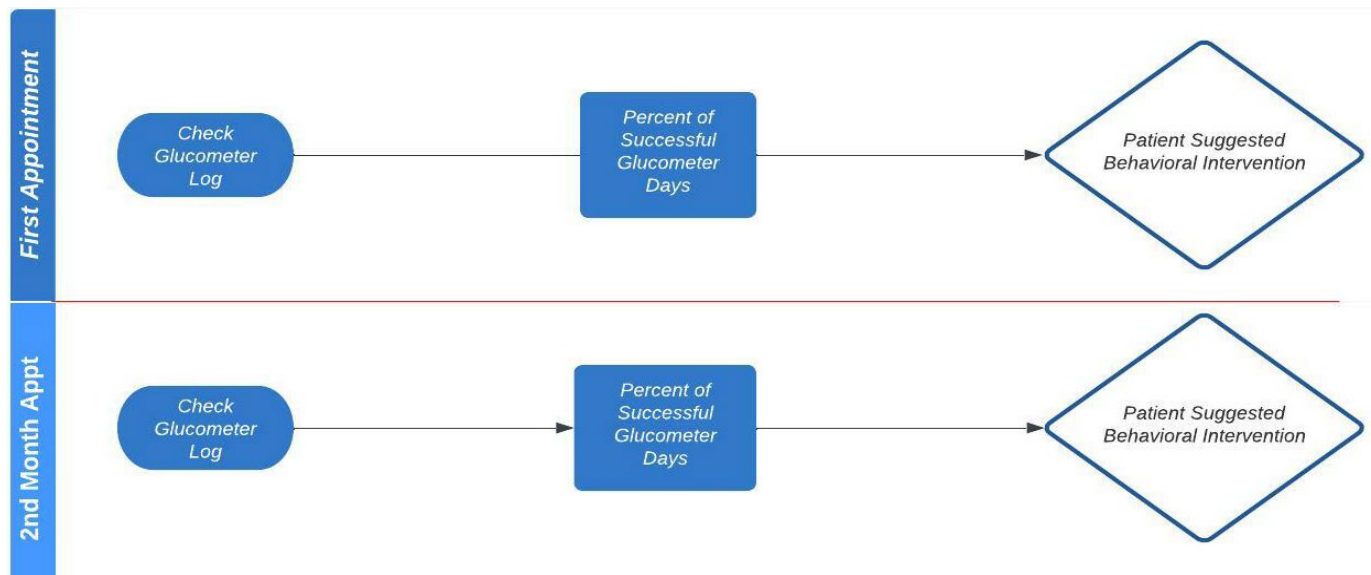 First Appointment
Check
Glucometer
Log
Percent of
Successful
Glucometer
Days
Patient Suggested
Behavioral Intervention
2nd Month Appt
Check
Glucometer
Log
Percent of
Successful
Glucometer
Days
Patient Suggested
Behavioral Intervention